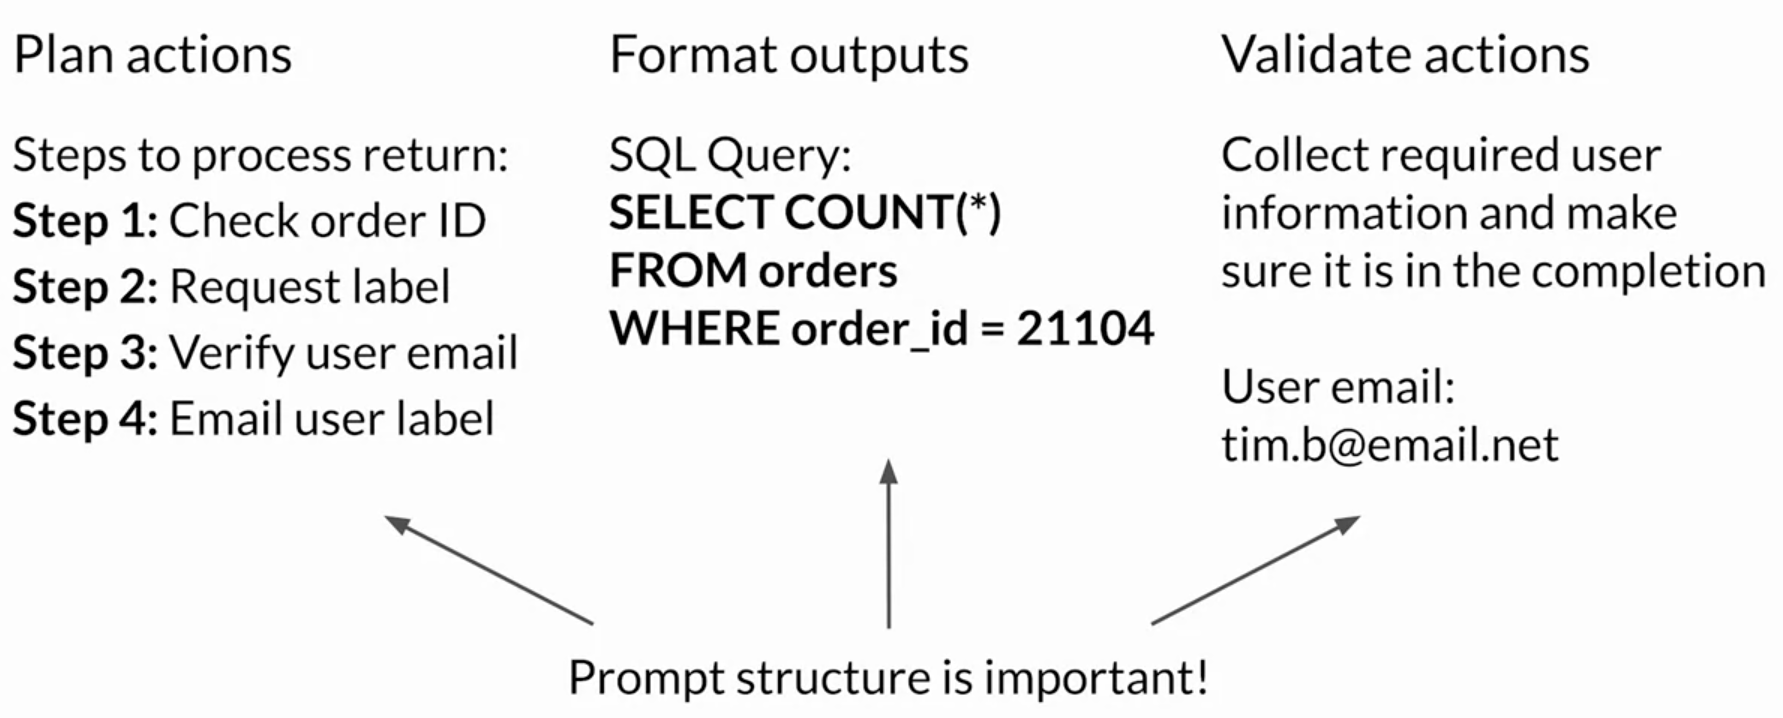 Plan actions
Steps to process return:
Step 1: Check order ID
Step 2: Request label
Step 3: Verify user email
Step 4: Email user label
Format outputs
SQL Query:
SELECT COUNT(*)
FROM orders
WHERE order_id = 21104
Validate actions
Collect required user
information and make
sure it is in the completion
User email:
tim.b@email.net
Prompt structure is important!